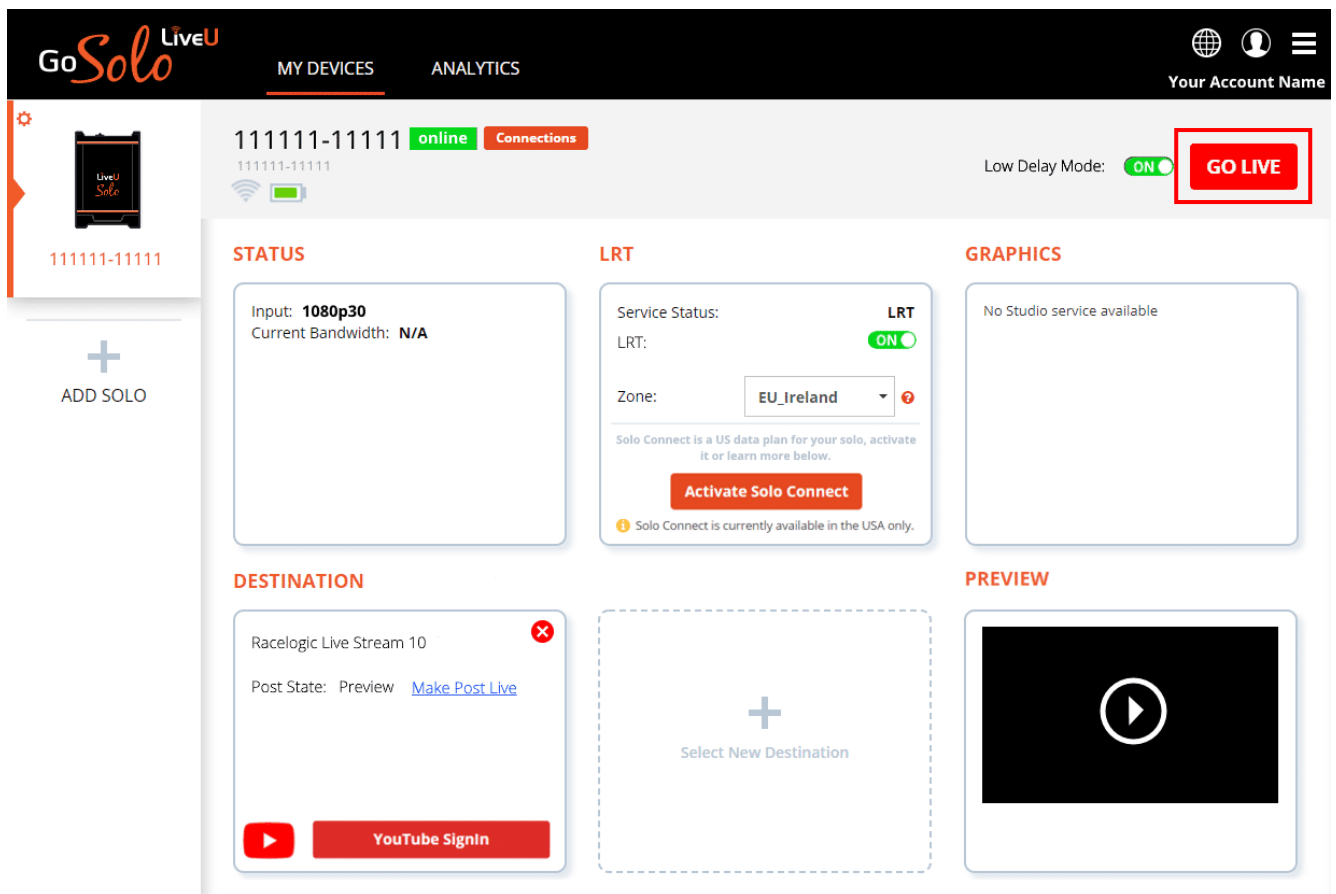 GoSolo LiveU
MY DEVICES
ANALYTICS
Your Account Name
LiveU
Solo
111111-11111
ADD SOLO
111111-11111 online Connections
111111-11111
Low Delay Mode: ON
GO LIVE
STATUS
Input: 1080p30
Current Bandwidth: N/A
LRT
Service Status: LRT
LRT: ON
Zone: EU_Ireland ?
Solo Connect is a US data plan for your solo, activate
it or learn more below.
Activate Solo Connect
i Solo Connect is currently available in the USA only.
GRAPHICS
No Studio service available
DESTINATION
Racelogic Live Stream 10
Post State: Preview Make Post Live
YouTube SignIn
Select New Destination
PREVIEW